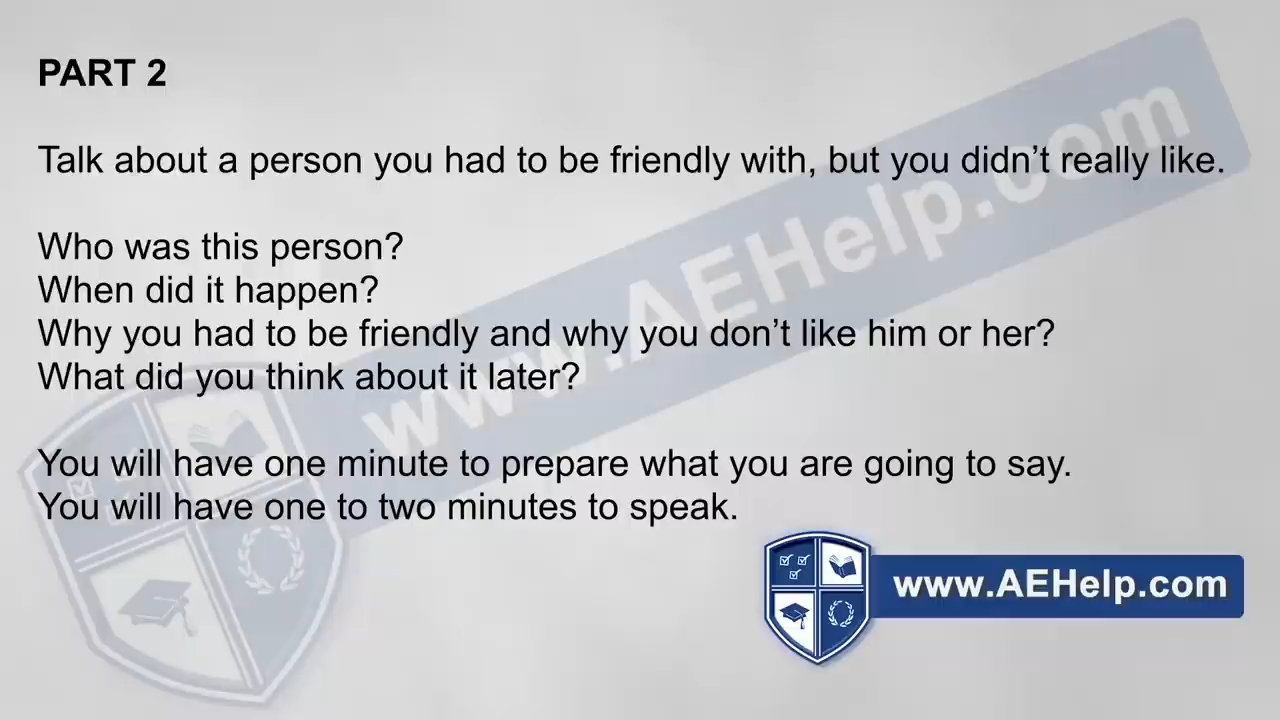 PART 2
Talk about a person you had to be friendly with, but you didn't really like.
Who was this person?
When did it happen?
Why you had to be friendly and why you don't like him or her?
What did you think about it later?
You will have one minute to prepare what you are going to say.
You will have one to two minutes to speak.
www.AEHelp.com
www.AEHelp.com